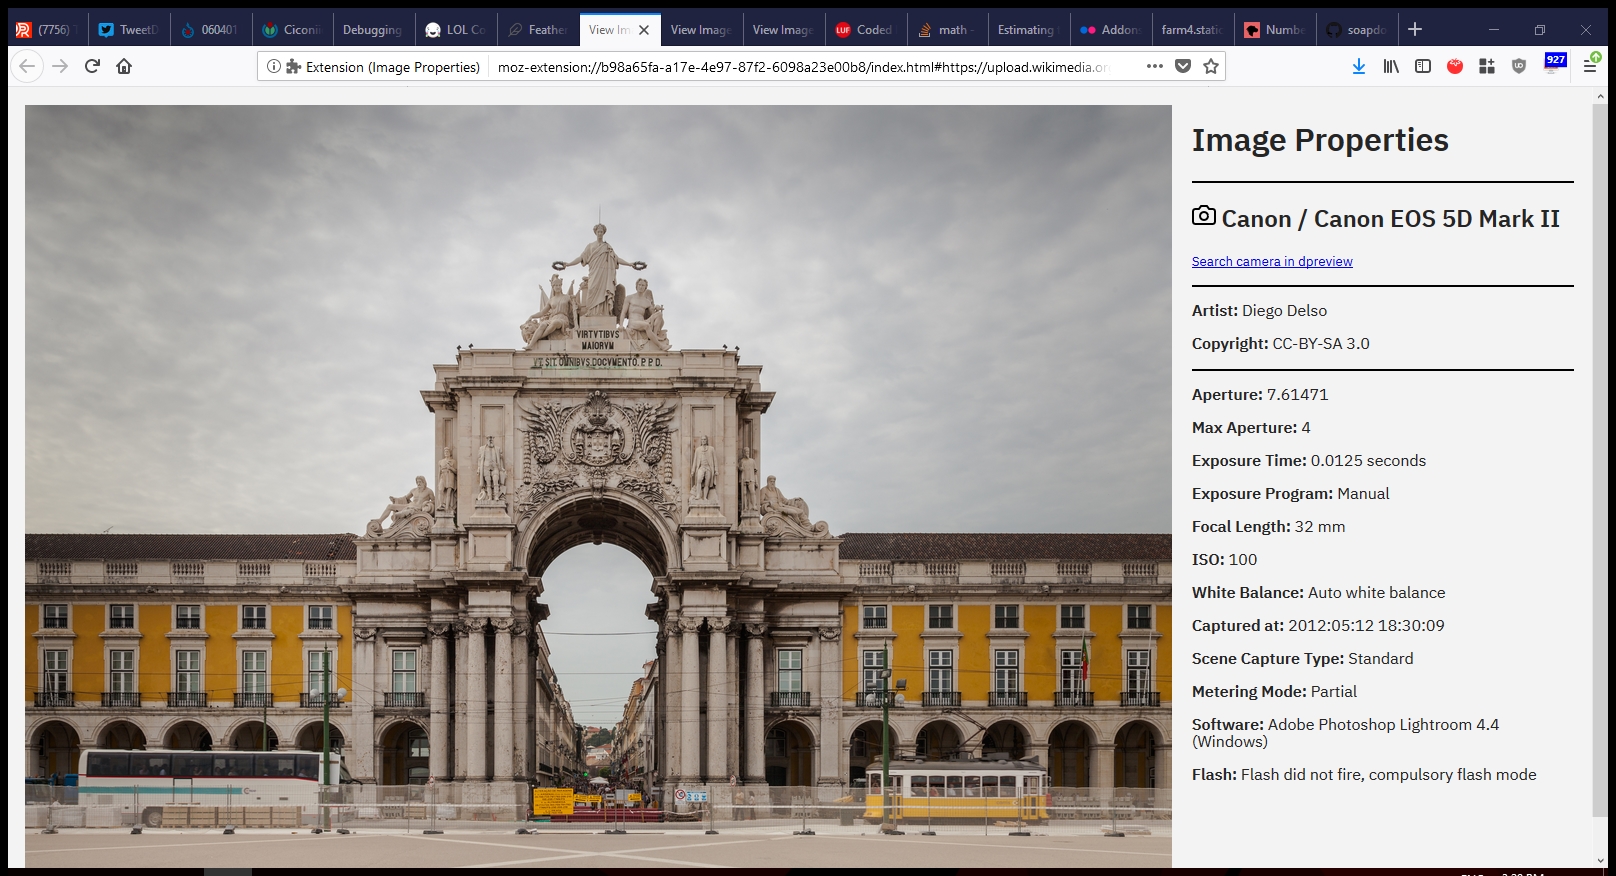 (7756)
TweetD
060401
Ciconii
Debugging
LOL Co
Feather
View Im
View Image
View Image
LUF Coded
math -
Estimating
Addons
farm4.stati
Numbe
soapdo
Extension (Image Properties)
moz-extension://b98a65fa-a17e-4e97-87f2-6098a23e00b8/index.html#https://upload.wikimedia.or
927
VIRTVTIBVS
MAIORVM
VT. SIT. OMNIBVS. DOCVMENTO. P. P. D.
Image Properties
Canon / Canon EOS 5D Mark II
Search camera in dpreview
Artist: Diego Delso
Copyright: CC-BY-SA 3.0
Aperture: 7.61471
Max Aperture: 4
Exposure Time: 0.0125 seconds
Exposure Program: Manual
Focal Length: 32 mm
ISO: 100
White Balance: Auto white balance
Captured at: 2012:05:12 18:30:09
Scene Capture Type: Standard
Metering Mode: Partial
Software: Adobe Photoshop Lightroom 4.4
(Windows)
Flash: Flash did not fire, compulsory flash mode